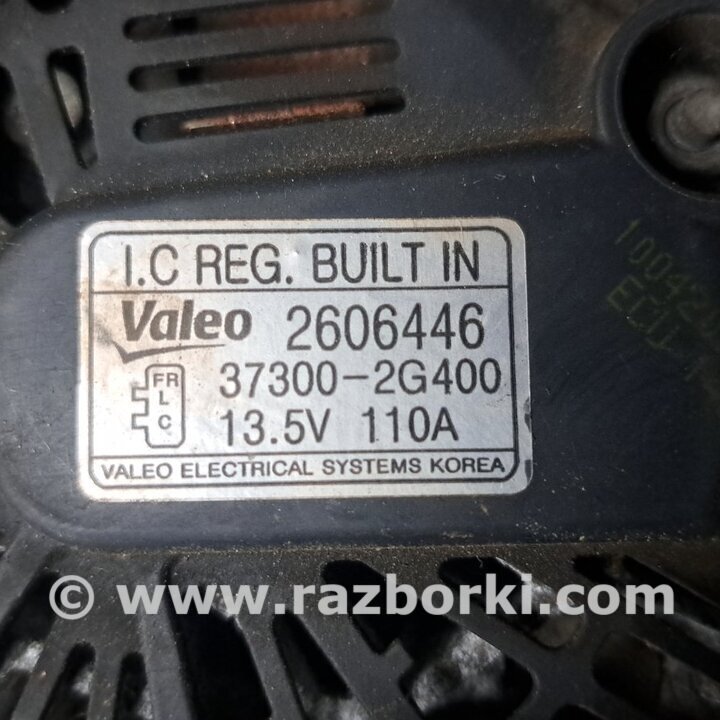 I.C REG. BUILT IN
Valeo 2606446
FR
L
C
37300-2G400
13.5V 110A
VALEO ELECTRICAL SYSTEMS KOREA
© www.razborki.com